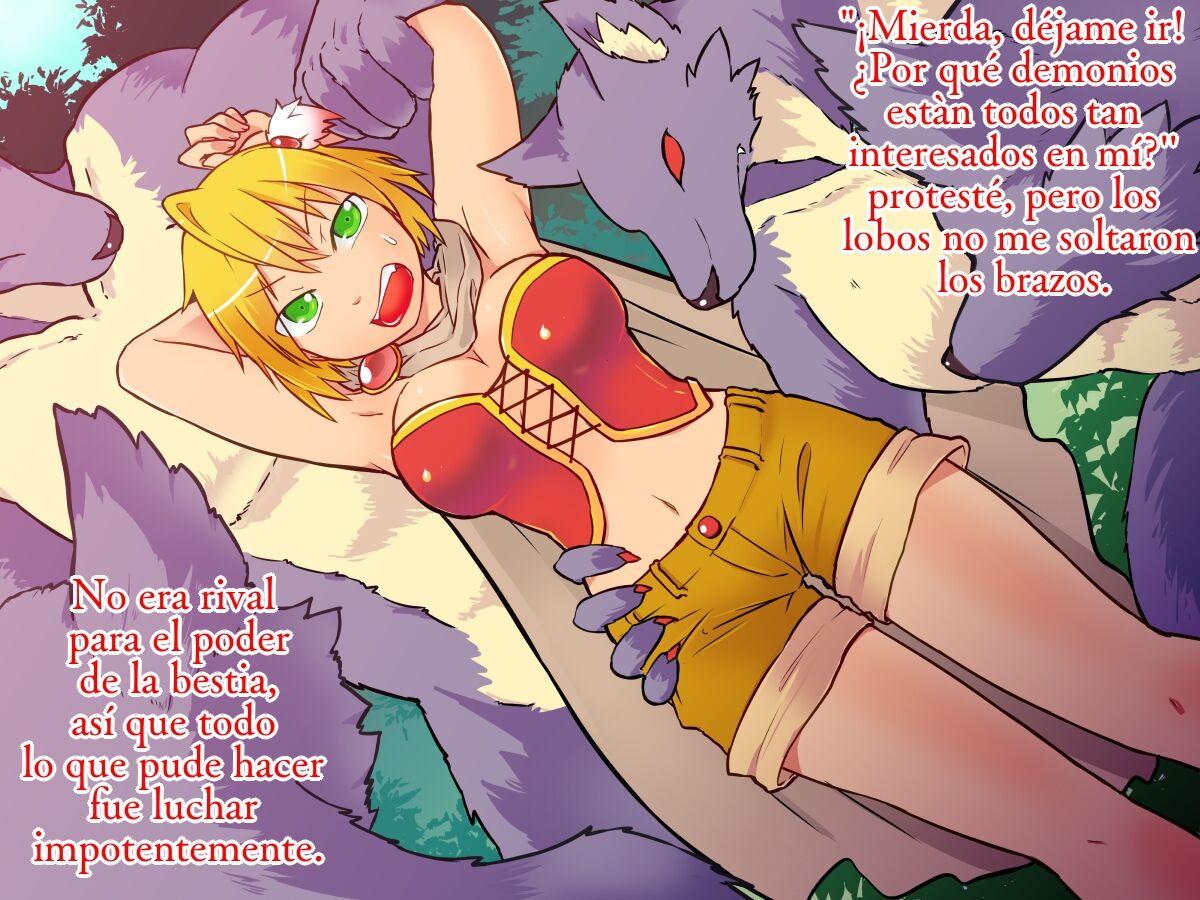 "¡Mierda, déjame ir!
¿Por qué demonios
estàn todos tan
interesados en mí?"
protesté, pero los
lobos no me soltaron
los brazos.
No era rival
para el poder
de la bestia,
así que todo
lo que pude hacer
fue luchar
impotentemente.